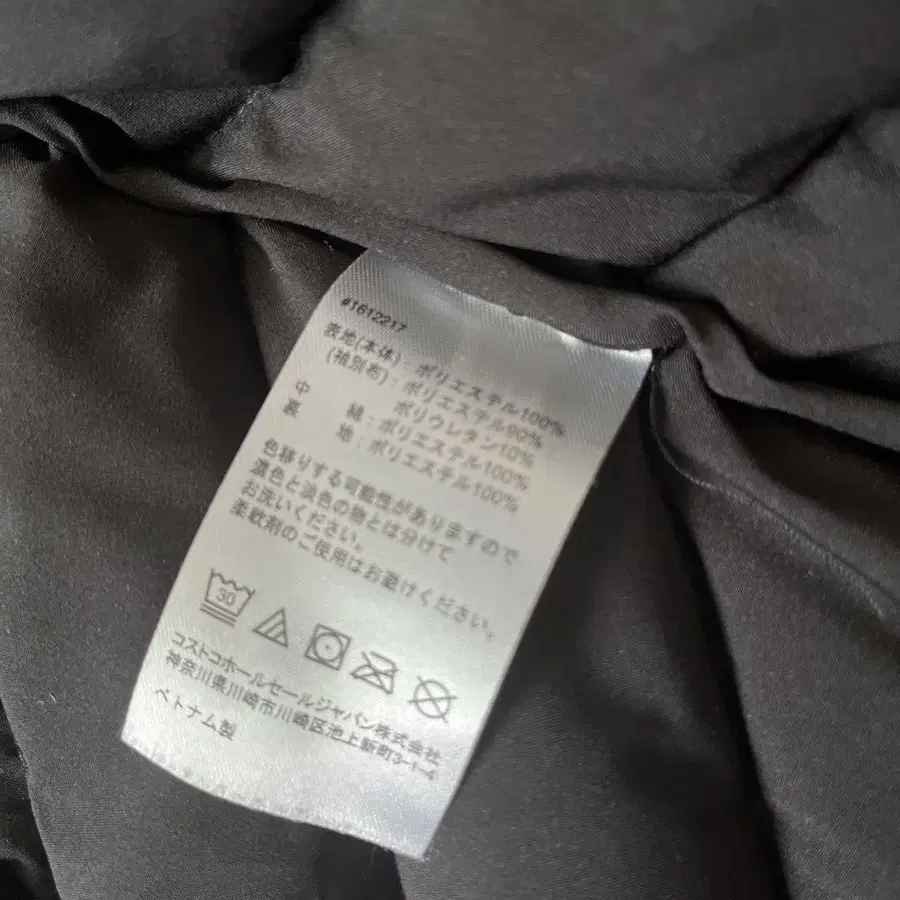 #1612217
表地(本体):ポリエステル100%
(袖別布):ポリエステル90%
ポリウレタン10%
中　綿:ポリエステル100%
裏　地:ポリエステル100%
色移りする可能性がありますので
濃色と淡色の物とは分けて
お洗いください。
柔軟剤のご使用はお避けください。
30
コストコホールセールジャパン株式会社
神奈川県川崎市川崎区池上新町3-1-4
ベトナム製